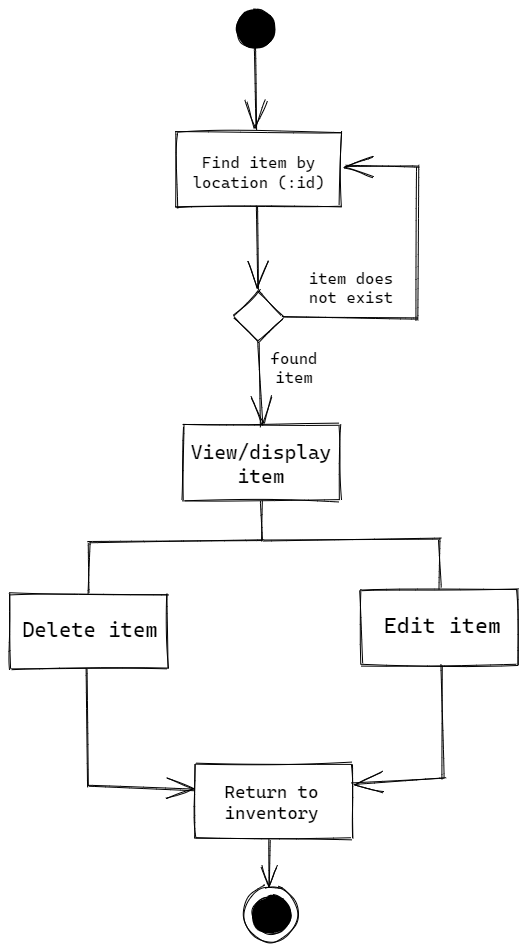 Find item by
location (:id)
item does
not exist
found
item
View/display
item
Delete item
Edit item
Return to
inventory